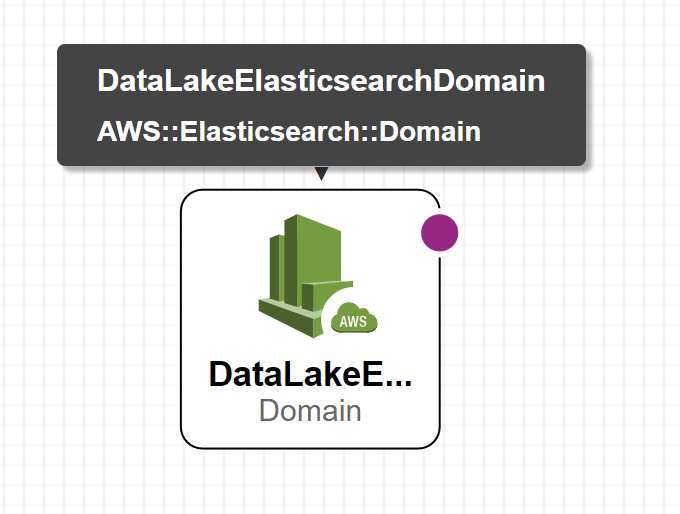 DataLakeElasticsearchDomain
AWS::Elasticsearch::Domain
AWS
DataLakeE...
Domain